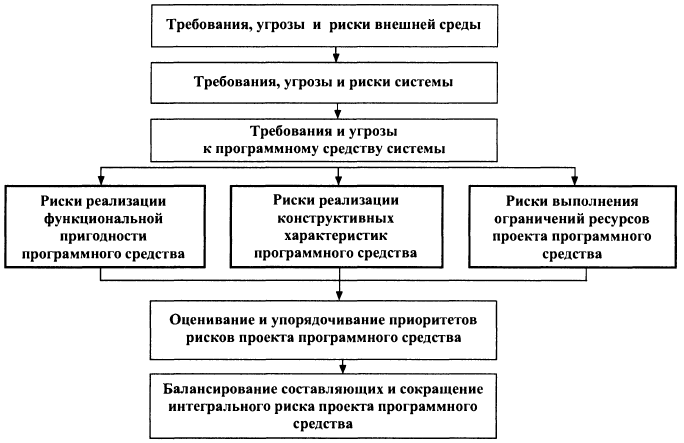 Требования, угрозы и риски внешней среды
Требования, угрозы и риски системы
Требования и угрозы
к программному средству системы
Риски реализации
функциональной
пригодности
программного средства
Риски реализации
конструктивных
характеристик
программного средства
Риски выполнения
ограничений ресурсов
проекта программного
средства
Оценивание и упорядочивание приоритетов
рисков проекта программного средства
Балансирование составляющих и сокращение
интегрального риска проекта программного
средства